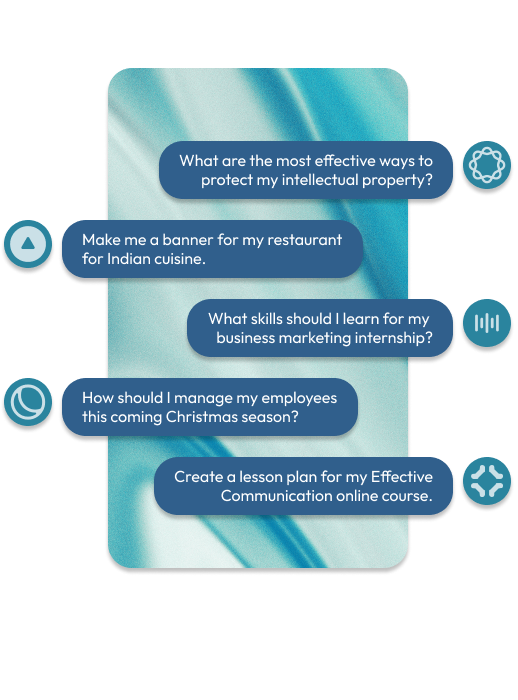 What are the most effective ways to
protect my intellectual property?
Make me a banner for my restaurant
for Indian cuisine.
What skills should I learn for my
business marketing internship?
How should I manage my employees
this coming Christmas season?
Create a lesson plan for my Effective
Communication online course.